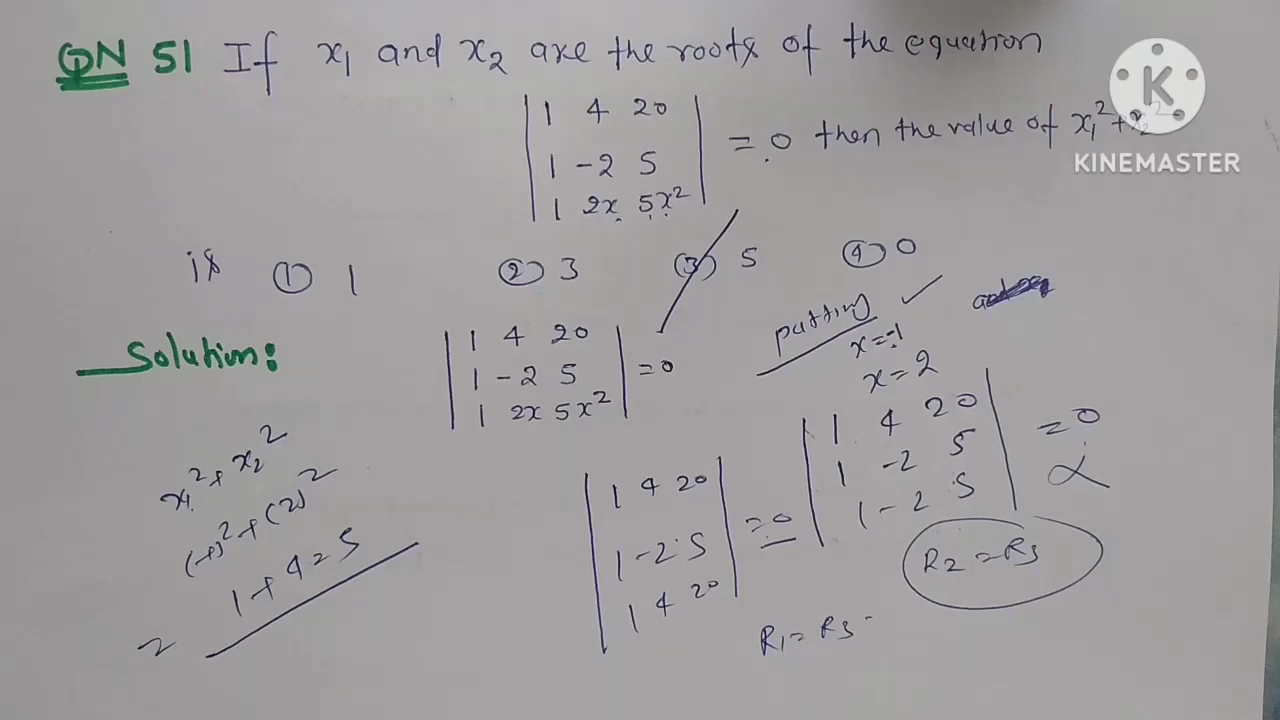 QN 51 If x₁ and x₂ are the roots of the equation
| 1 4 20 |
| 1 -2 5 | = 0 then the value of x₁² + x₂²
| 1 2x 5x² |
is ① 1 ② 3 ③ 5 ④ 0
Solution:
| 1 4 20 |
| 1 -2 5 | = 0
| 1 2x 5x² |
putting
x = -1
x = 2
| 1 4 20 |
| 1 -2 5 | = 0
| 1 -2 5 |
R2 = R3
| 1 4 20 |
| 1 -2 5 | = 0
| 1 4 20 |
R1 = R3
x₁² + x₂²
(-1)² + (2)²
1 + 4 = 5
KINEMASTER